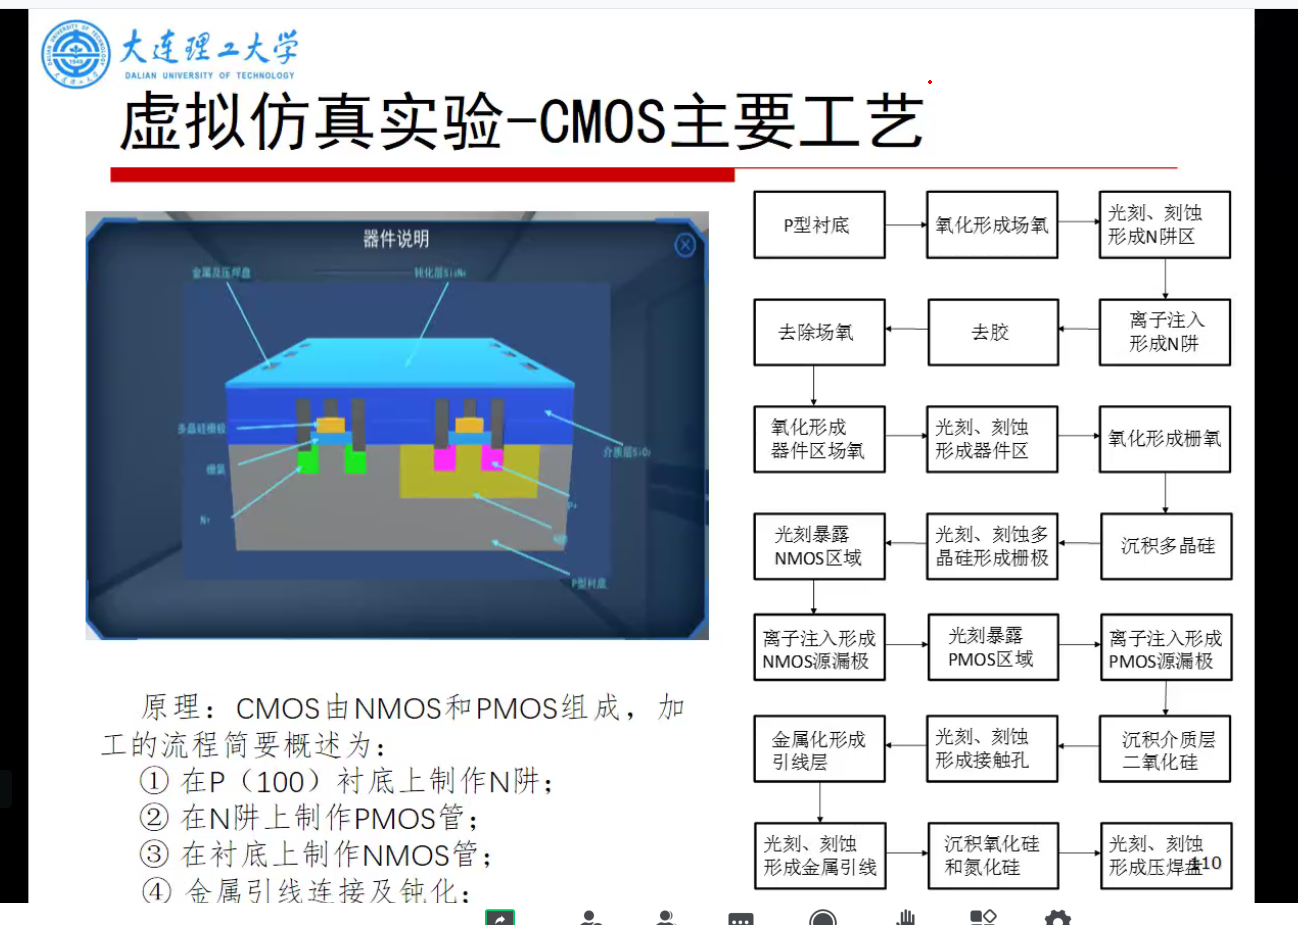 大连理工大学
DALIAN UNIVERSITY OF TECHNOLOGY
虚拟仿真实验-CMOS主要工艺
器件说明
金属及压焊盘
钝化层Si₃N₄
多晶硅栅极
栅氧
N+
介质层SiO₂
P+
P型衬底
P型衬底
氧化形成场氧
光刻、刻蚀
形成N阱区
去除场氧
去胶
离子注入
形成N阱
氧化形成
器件区场氧
光刻、刻蚀
形成器件区
氧化形成栅氧
光刻暴露
NMOS区域
光刻、刻蚀多
晶硅形成栅极
沉积多晶硅
离子注入形成
NMOS源漏极
光刻暴露
PMOS区域
离子注入形成
PMOS源漏极
金属化形成
引线层
光刻、刻蚀
形成接触孔
沉积介质层
二氧化硅
光刻、刻蚀
形成金属引线
沉积氧化硅
和氮化硅
光刻、刻蚀
形成压焊盘
110
原理：CMOS由NMOS和PMOS组成，加
工的流程简要概述为：
① 在P（100）衬底上制作N阱；
② 在N阱上制作PMOS管；
③ 在衬底上制作NMOS管；
④ 金属引线连接及钝化；